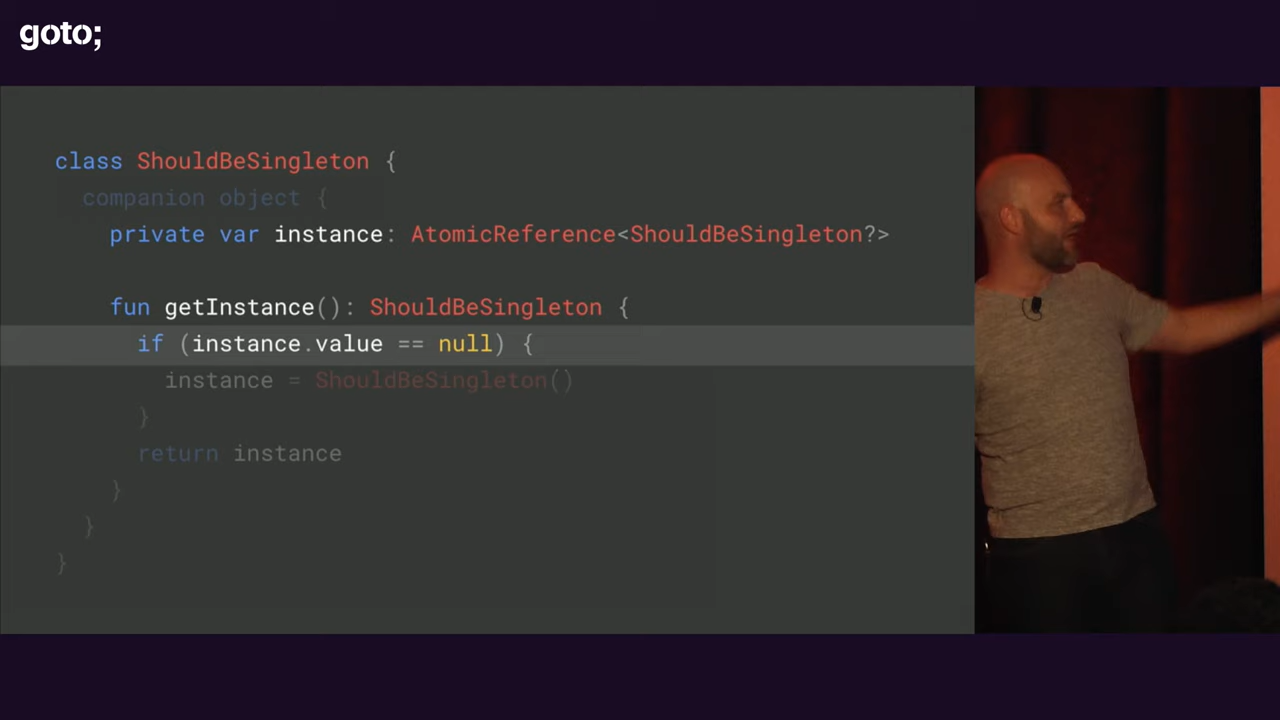 goto;
class ShouldBeSingleton {
companion object {
private var instance: AtomicReference<ShouldBeSingleton?>
fun getInstance(): ShouldBeSingleton {
if (instance.value == null) {
instance = ShouldBeSingleton()
}
return instance
}
}
}